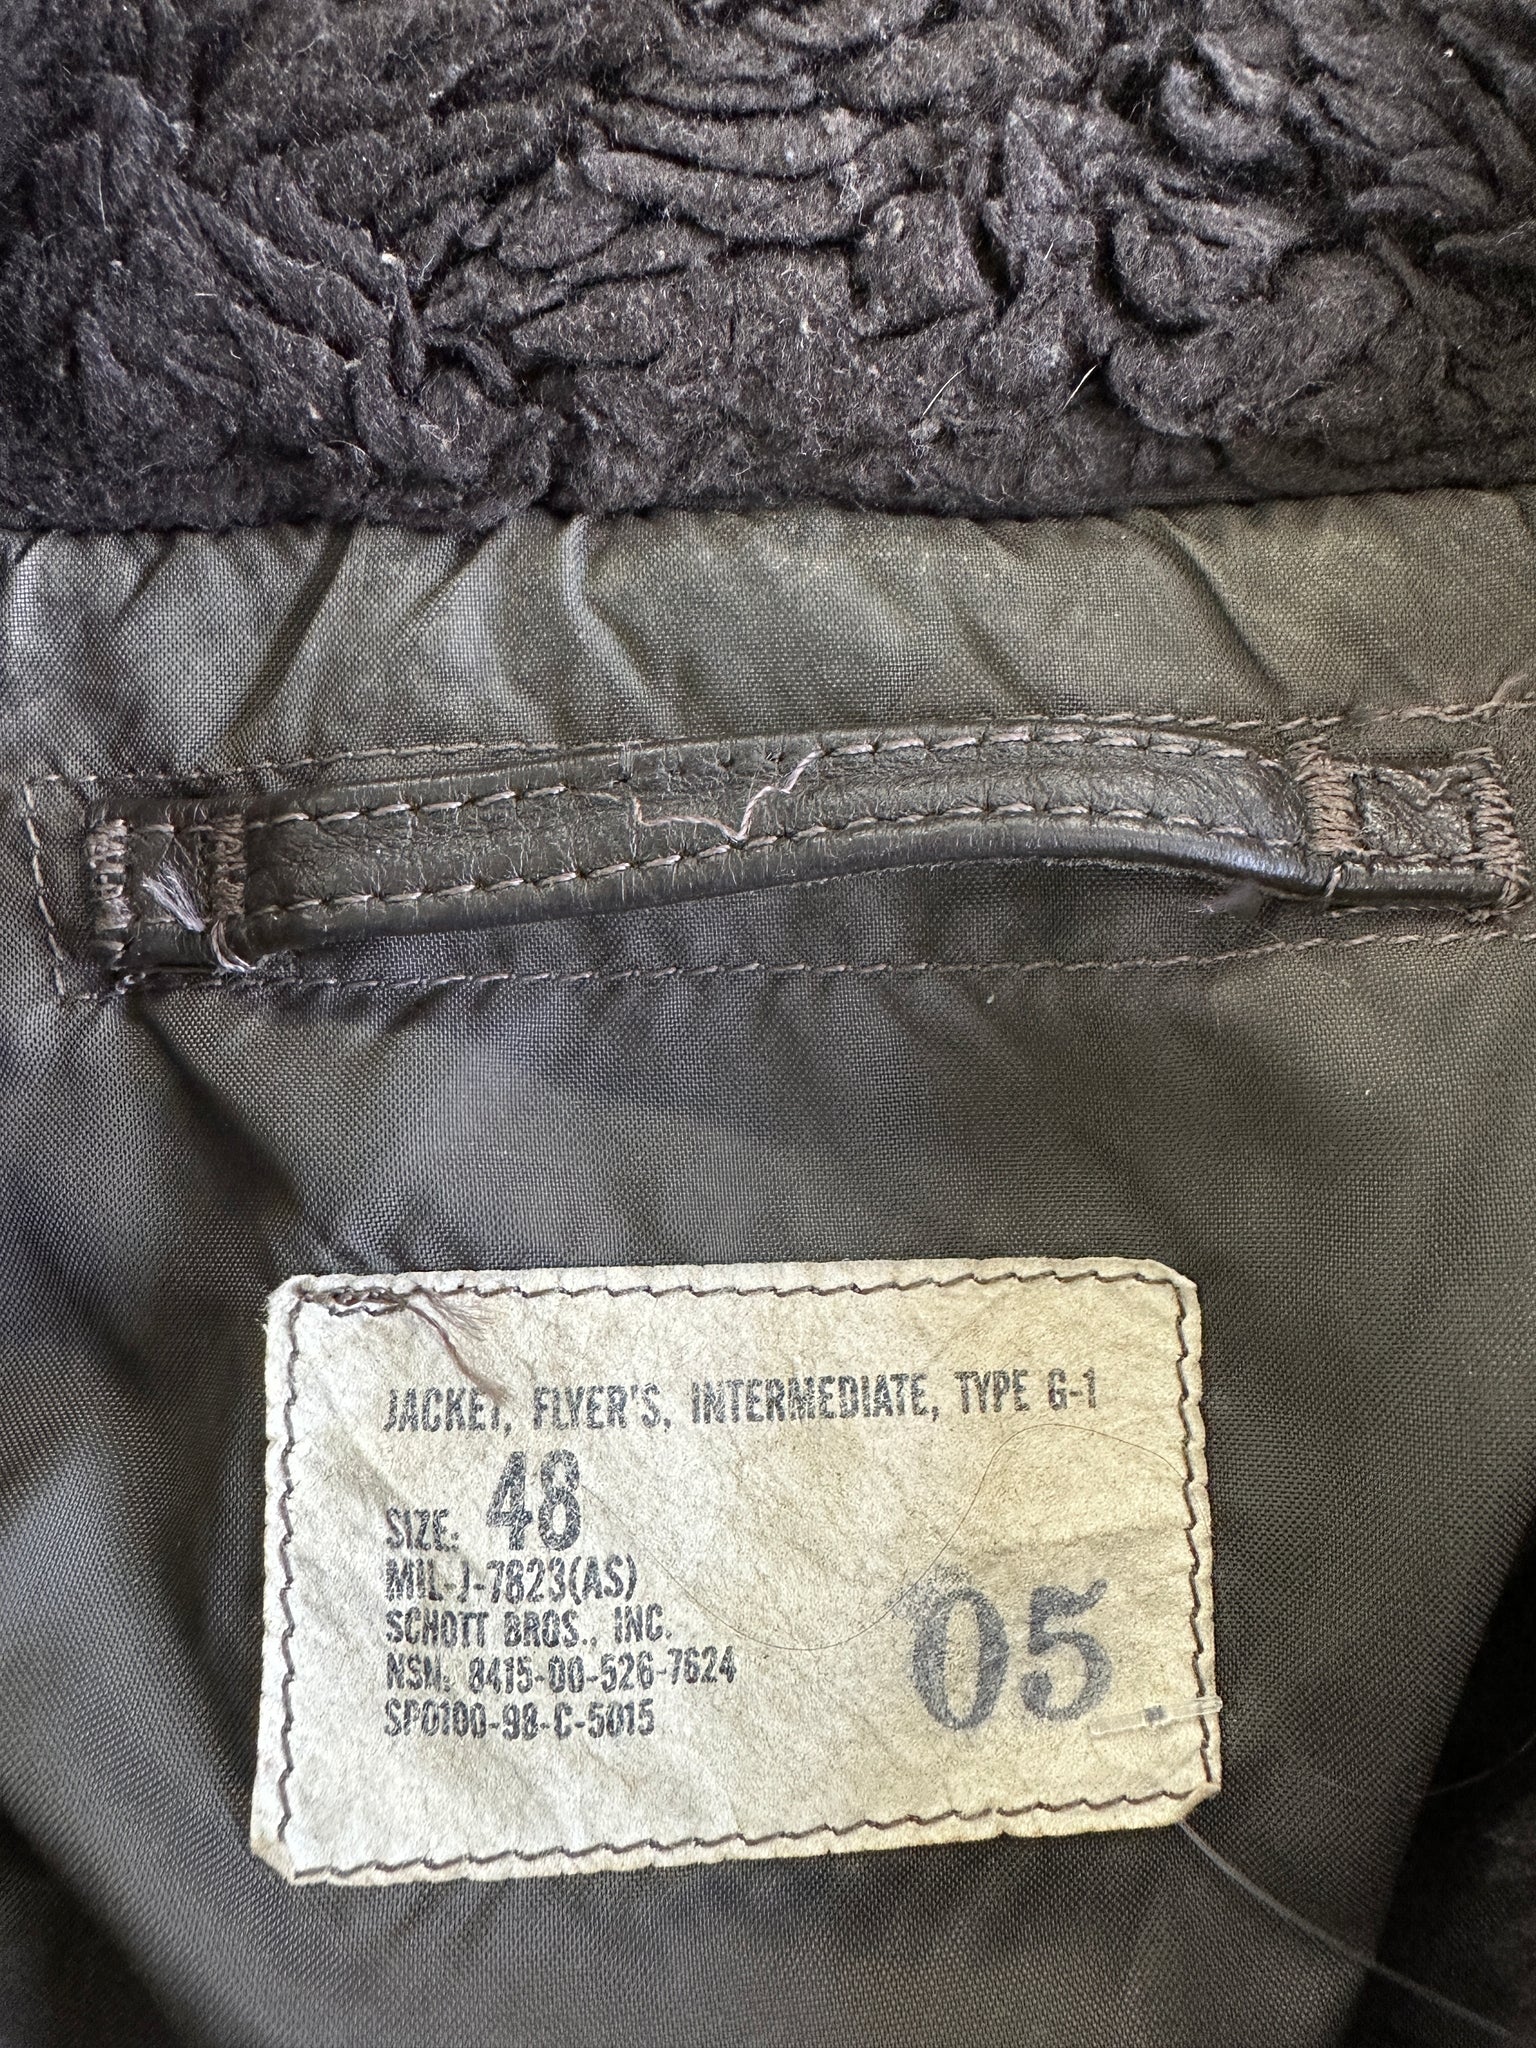 JACKET, FLYER'S, INTERMEDIATE, TYPE G-1
SIZE: 48
MIL-J-7823(AS)
SCHOTT BROS., INC.
NSN: 8415-00-526-7624
SP0100-98-C-5015
05